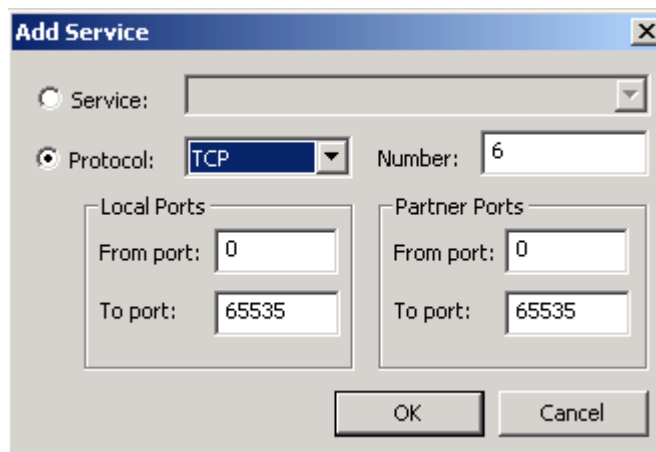 Add Service
Service:
Protocol: TCP Number: 6
Local Ports Partner Ports
From port: 0 From port: 0
To port: 65535 To port: 65535
OK Cancel